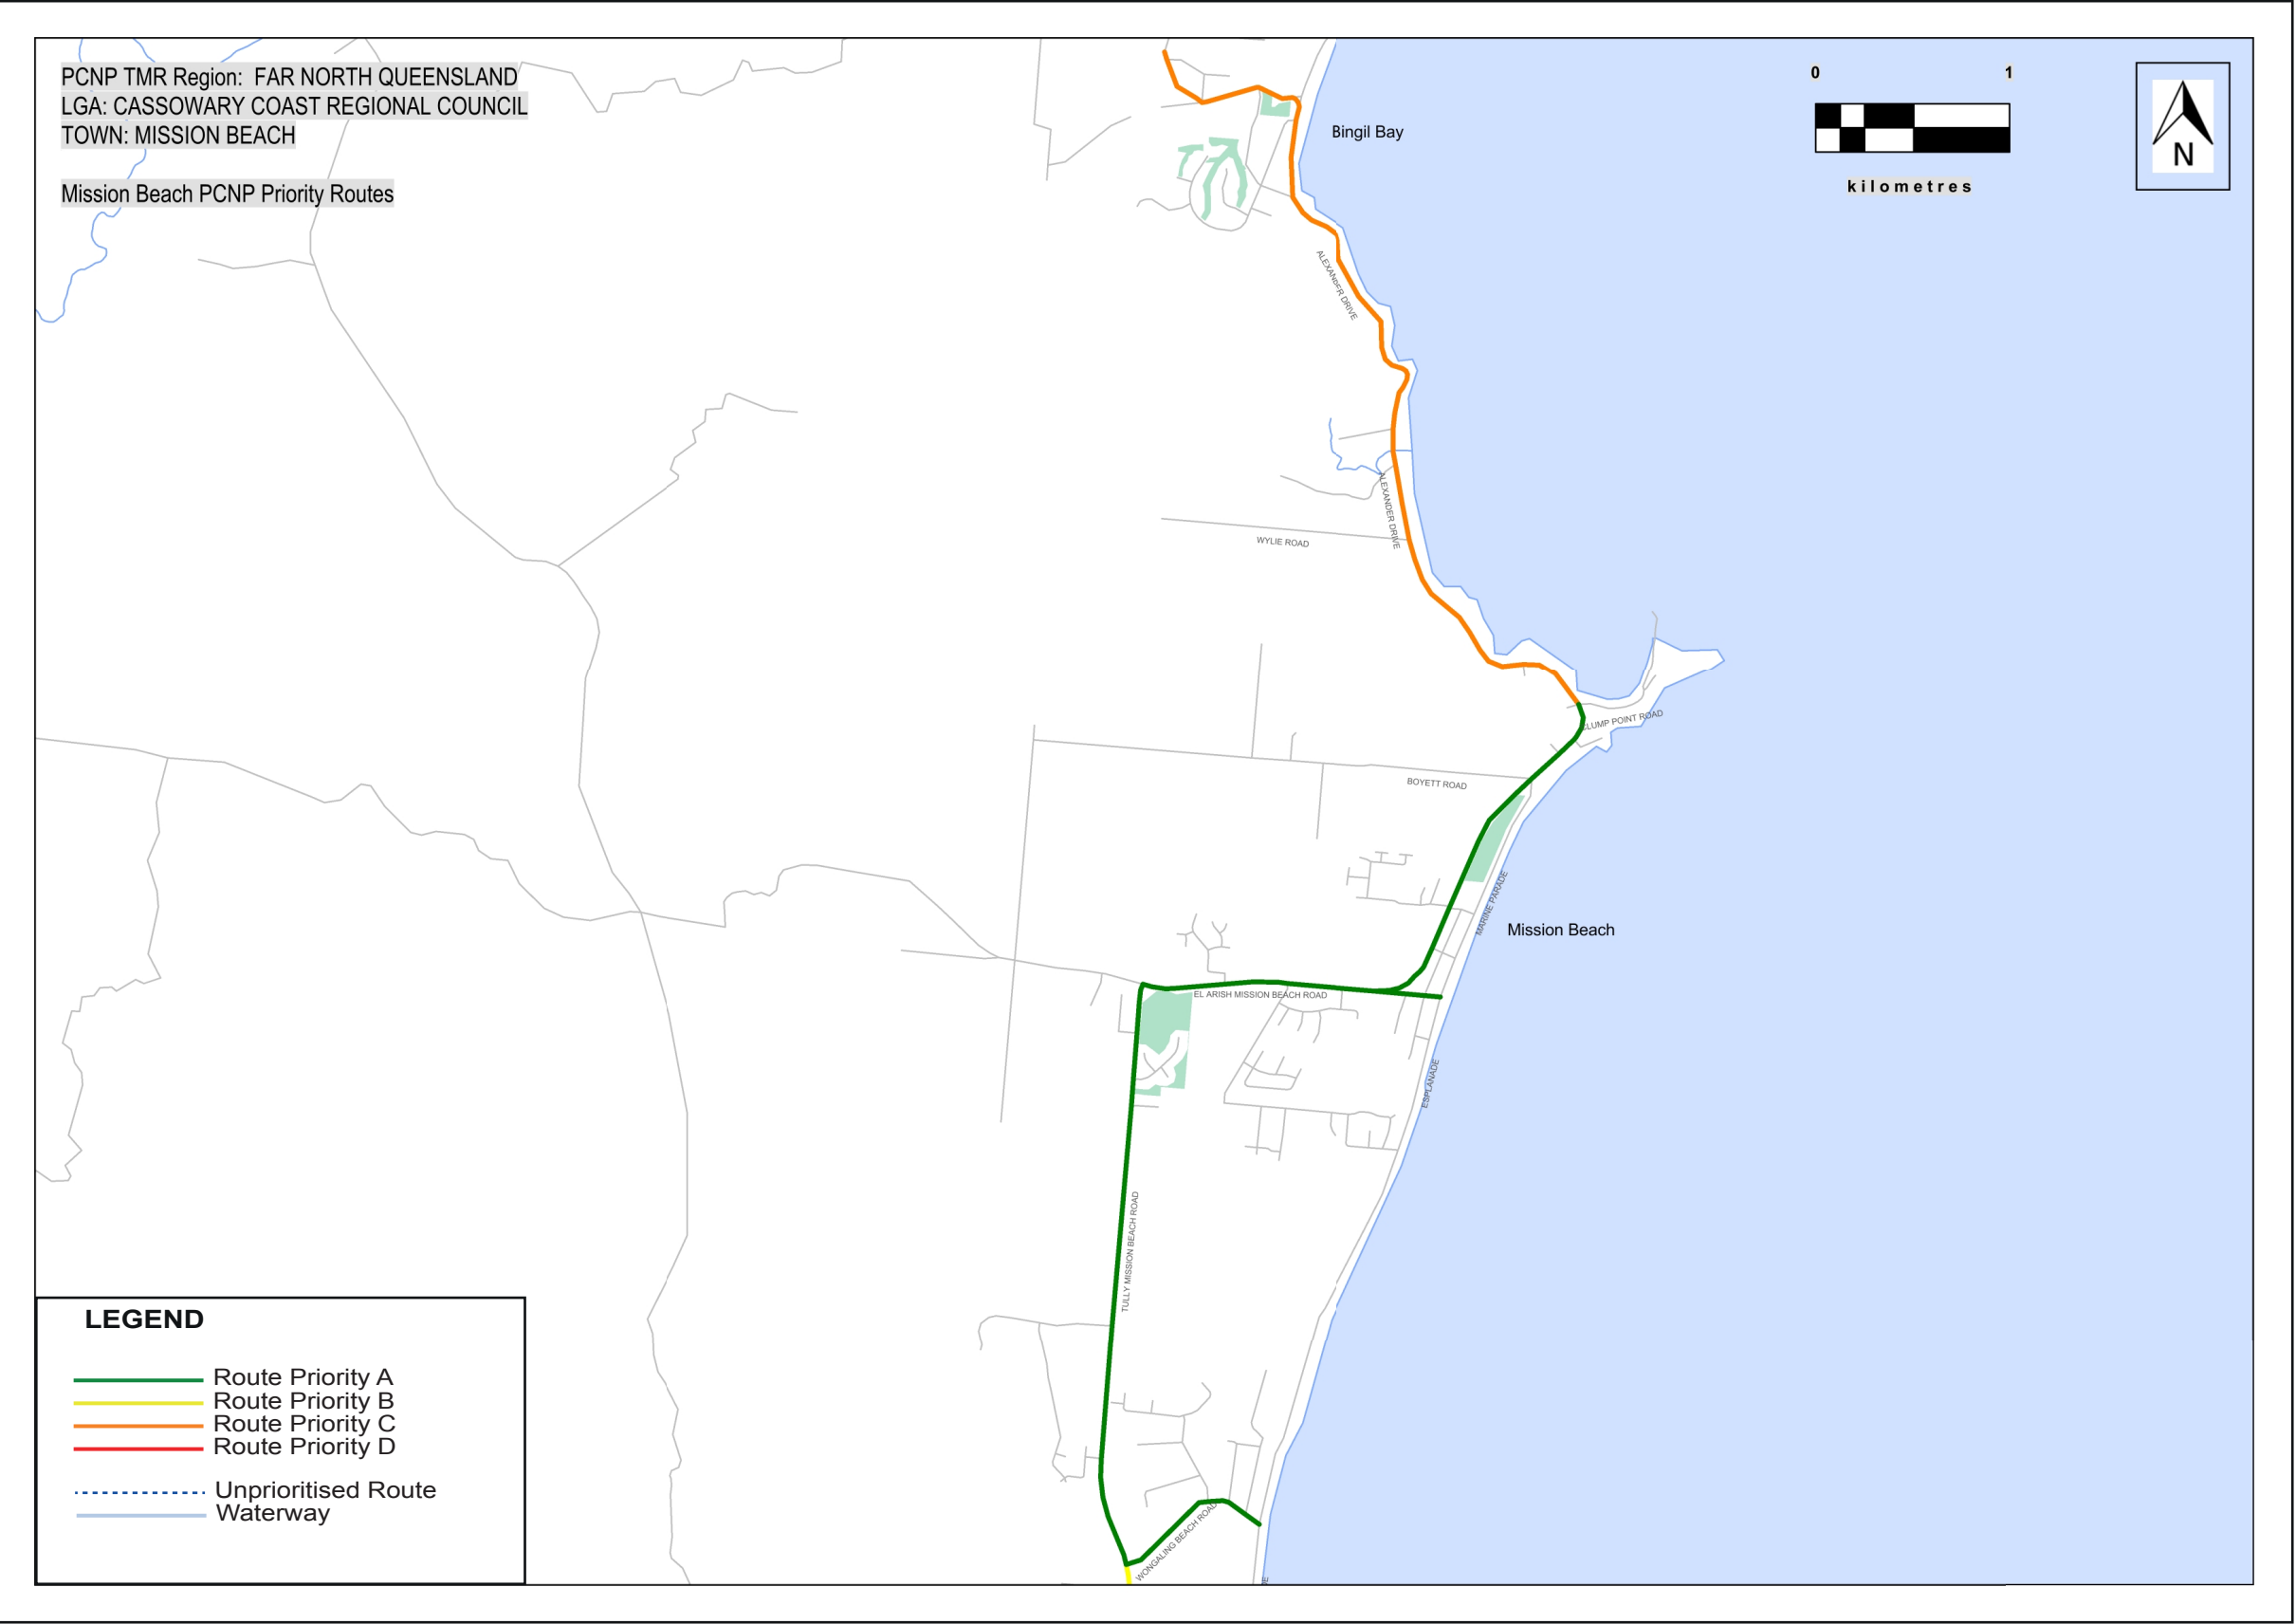 PCNP TMR Region:  FAR NORTH QUEENSLAND
LGA: CASSOWARY COAST REGIONAL COUNCIL
TOWN: MISSION BEACH
Mission Beach PCNP Priority Routes
0 1
kilometres
N
Bingil Bay
ALEXANDER DRIVE
ALEXANDER DRIVE
WYLIE ROAD
POINT ROAD
BOYETT ROAD
MARINE PARADE
Mission Beach
EL ARISH MISSION BEACH ROAD
ESPLANADE
TULLY MISSION BEACH ROAD
WONGALING BEACH ROAD
LEGEND
Route Priority A
Route Priority B
Route Priority C
Route Priority D
Unprioritised Route
Waterway